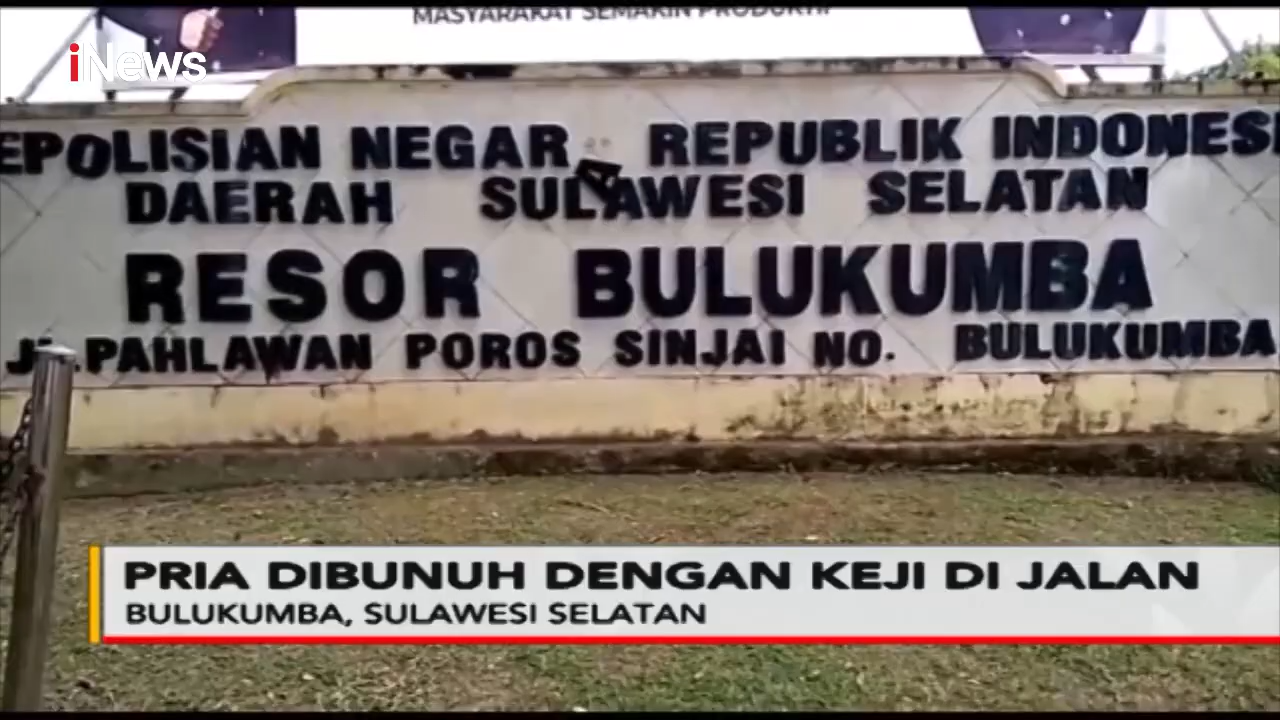 MASYARAKAT SEMAKIN PRODUKTIF
iNews
EPOLISIAN NEGARA REPUBLIK INDONESI
DAERAH SULAWESI SELATAN
RESOR BULUKUMBA
JL.PAHLAWAN POROS SINJAI NO. BULUKUMBA
PRIA DIBUNUH DENGAN KEJI DI JALAN
BULUKUMBA, SULAWESI SELATAN